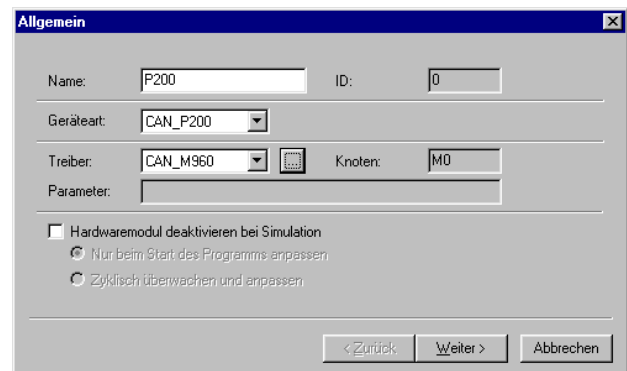 Allgemein
Name: P200 ID: 0
Geräteart: CAN_P200
Treiber: CAN_M960 ... Knoten: M0
Parameter:
Hardwaremodul deaktivieren bei Simulation
Nur beim Start des Programms anpassen
Zyklisch überwachen und anpassen
< Zurück Weiter > Abbrechen